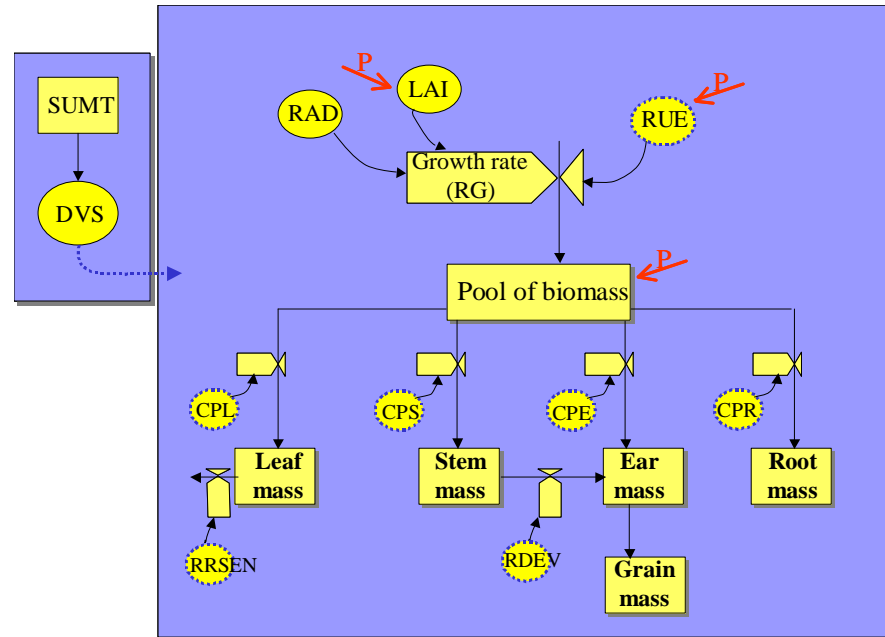 SUMT
DVS
P
LAI
RAD
P
RUE
Growth rate
(RG)
P
Pool of biomass
CPL
CPS
CPE
CPR
Leaf
mass
Stem
mass
Ear
mass
Root
mass
RRSEN
RDEV
Grain
mass